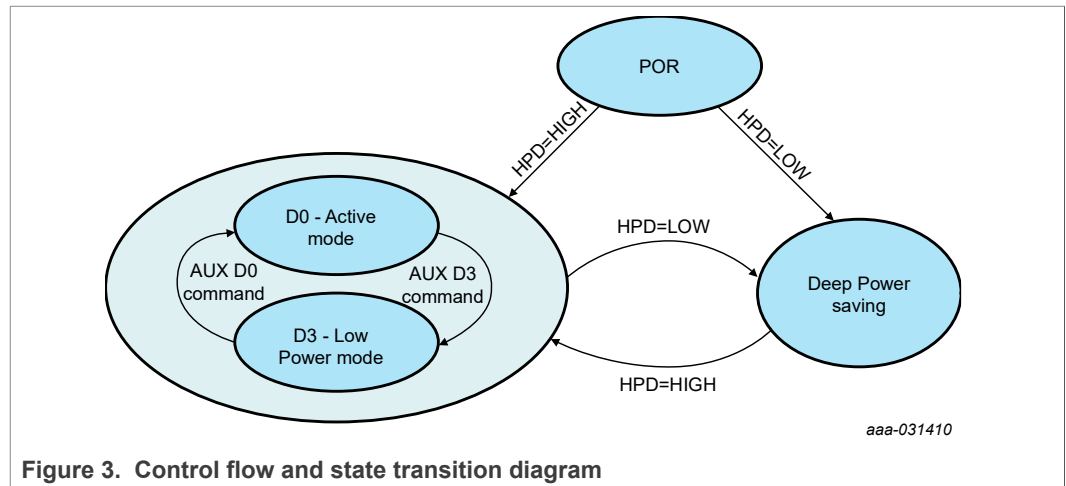 POR
HPD=HIGH
HPD=LOW
D0 - Active
mode
HPD=LOW
AUX D0
command
AUX D3
command
Deep Power
saving
D3 - Low
Power mode
HPD=HIGH
aaa-031410
Figure 3. Control flow and state transition diagram